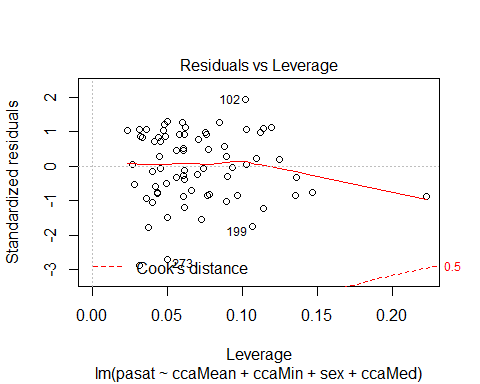 Residuals vs Leverage
Standardized residuals
2
1
0
-1
-2
-3
102
199
273
Cook's distance
0.5
0.00 0.05 0.10 0.15 0.20
Leverage
lm(pasat ~ ccaMean + ccaMin + sex + ccaMed)